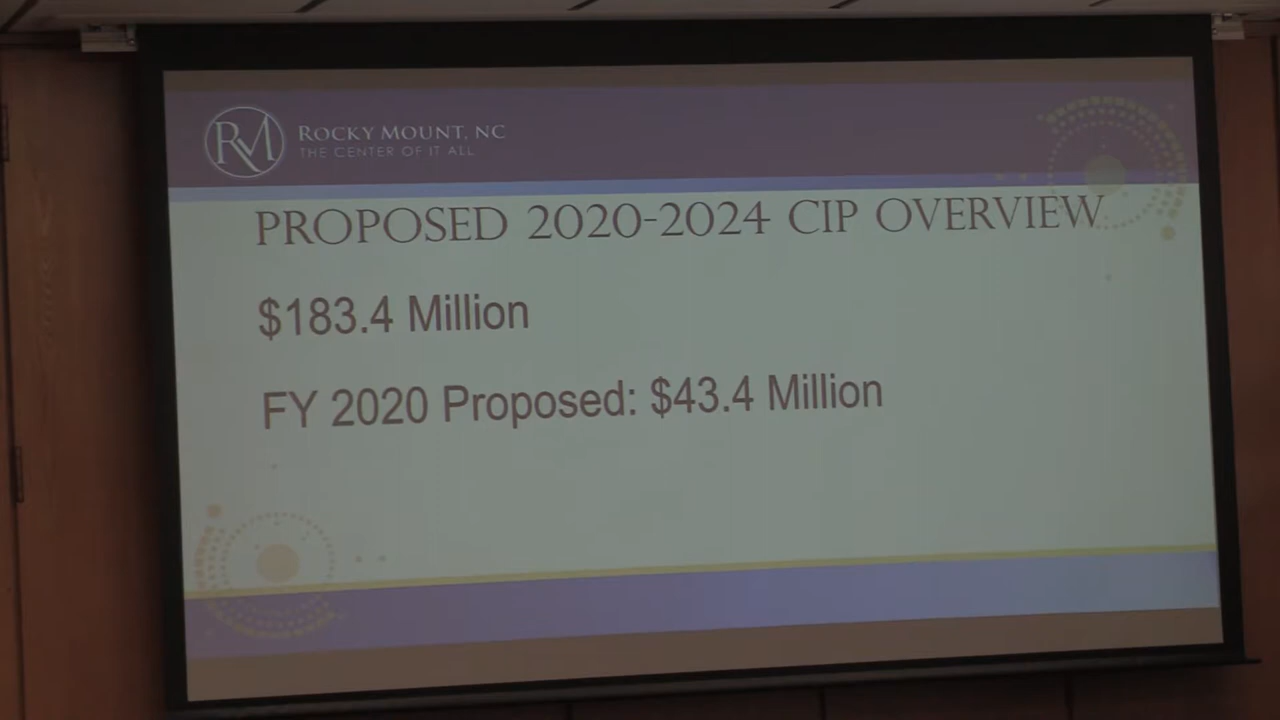 RM
ROCKY MOUNT, NC
THE CENTER OF IT ALL
PROPOSED 2020-2024 CIP OVERVIEW
$183.4 Million
FY 2020 Proposed: $43.4 Million